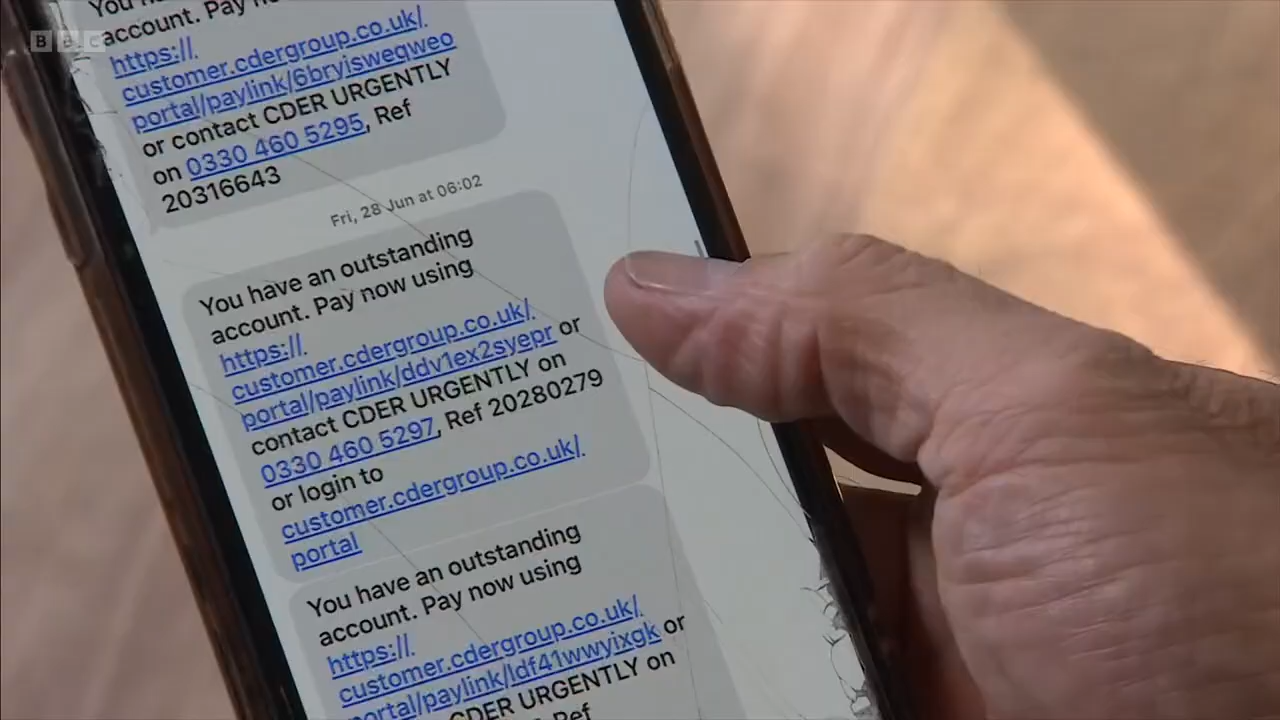 BBC
You
account. Pay
https://
customer.cdergroup.co.uk/
portal/paylink/6bryisweqweo
or contact CDER URGENTLY
on 0330 460 5295, Ref
20316643
Fri, 28 Jun at 06:02
You have an outstanding
account. Pay now using
https://
customer.cdergroup.co.uk/
portal/paylink/ddv1ex2syepr or
contact CDER URGENTLY on
0330 460 5297, Ref 20280279
or login to
customer.cdergroup.co.uk/
portal
You have an outstanding
account. Pay now using
https://
customer.cdergroup.co.uk/
portal/paylink/ldf41wwyixgk or
CDER URGENTLY on
Ref